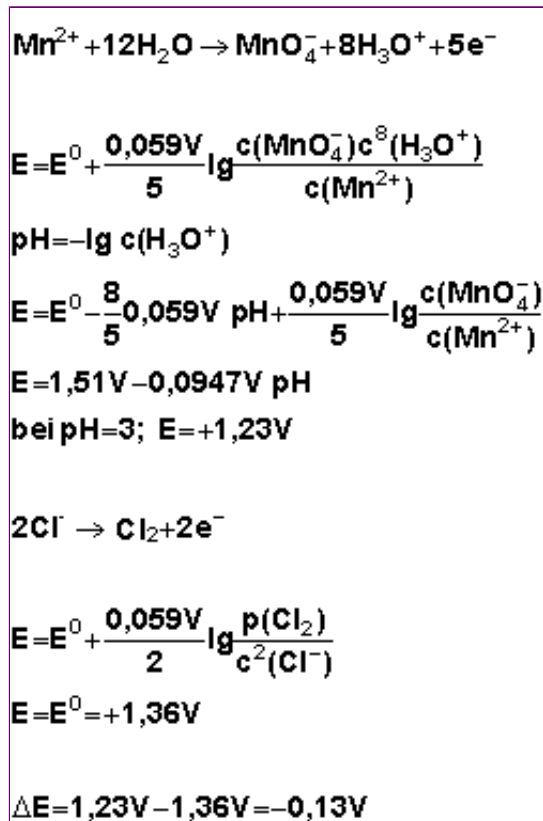 Mn²⁺+12H₂O → MnO₄⁻+8H₃O⁺+5e⁻
E=E⁰+(0,059V/5)lg(c(MnO₄⁻)c⁸(H₃O⁺)/c(Mn²⁺))
pH=–lg c(H₃O⁺)
E=E⁰–(8/5)0,059V pH+(0,059V/5)lg(c(MnO₄⁻)/c(Mn²⁺))
E=1,51V–0,0947V pH
bei pH=3; E=+1,23V
2Cl⁻ → Cl₂+2e⁻
E=E⁰+(0,059V/2)lg(p(Cl₂)/c²(Cl⁻))
E=E⁰=+1,36V
ΔE=1,23V–1,36V=–0,13V